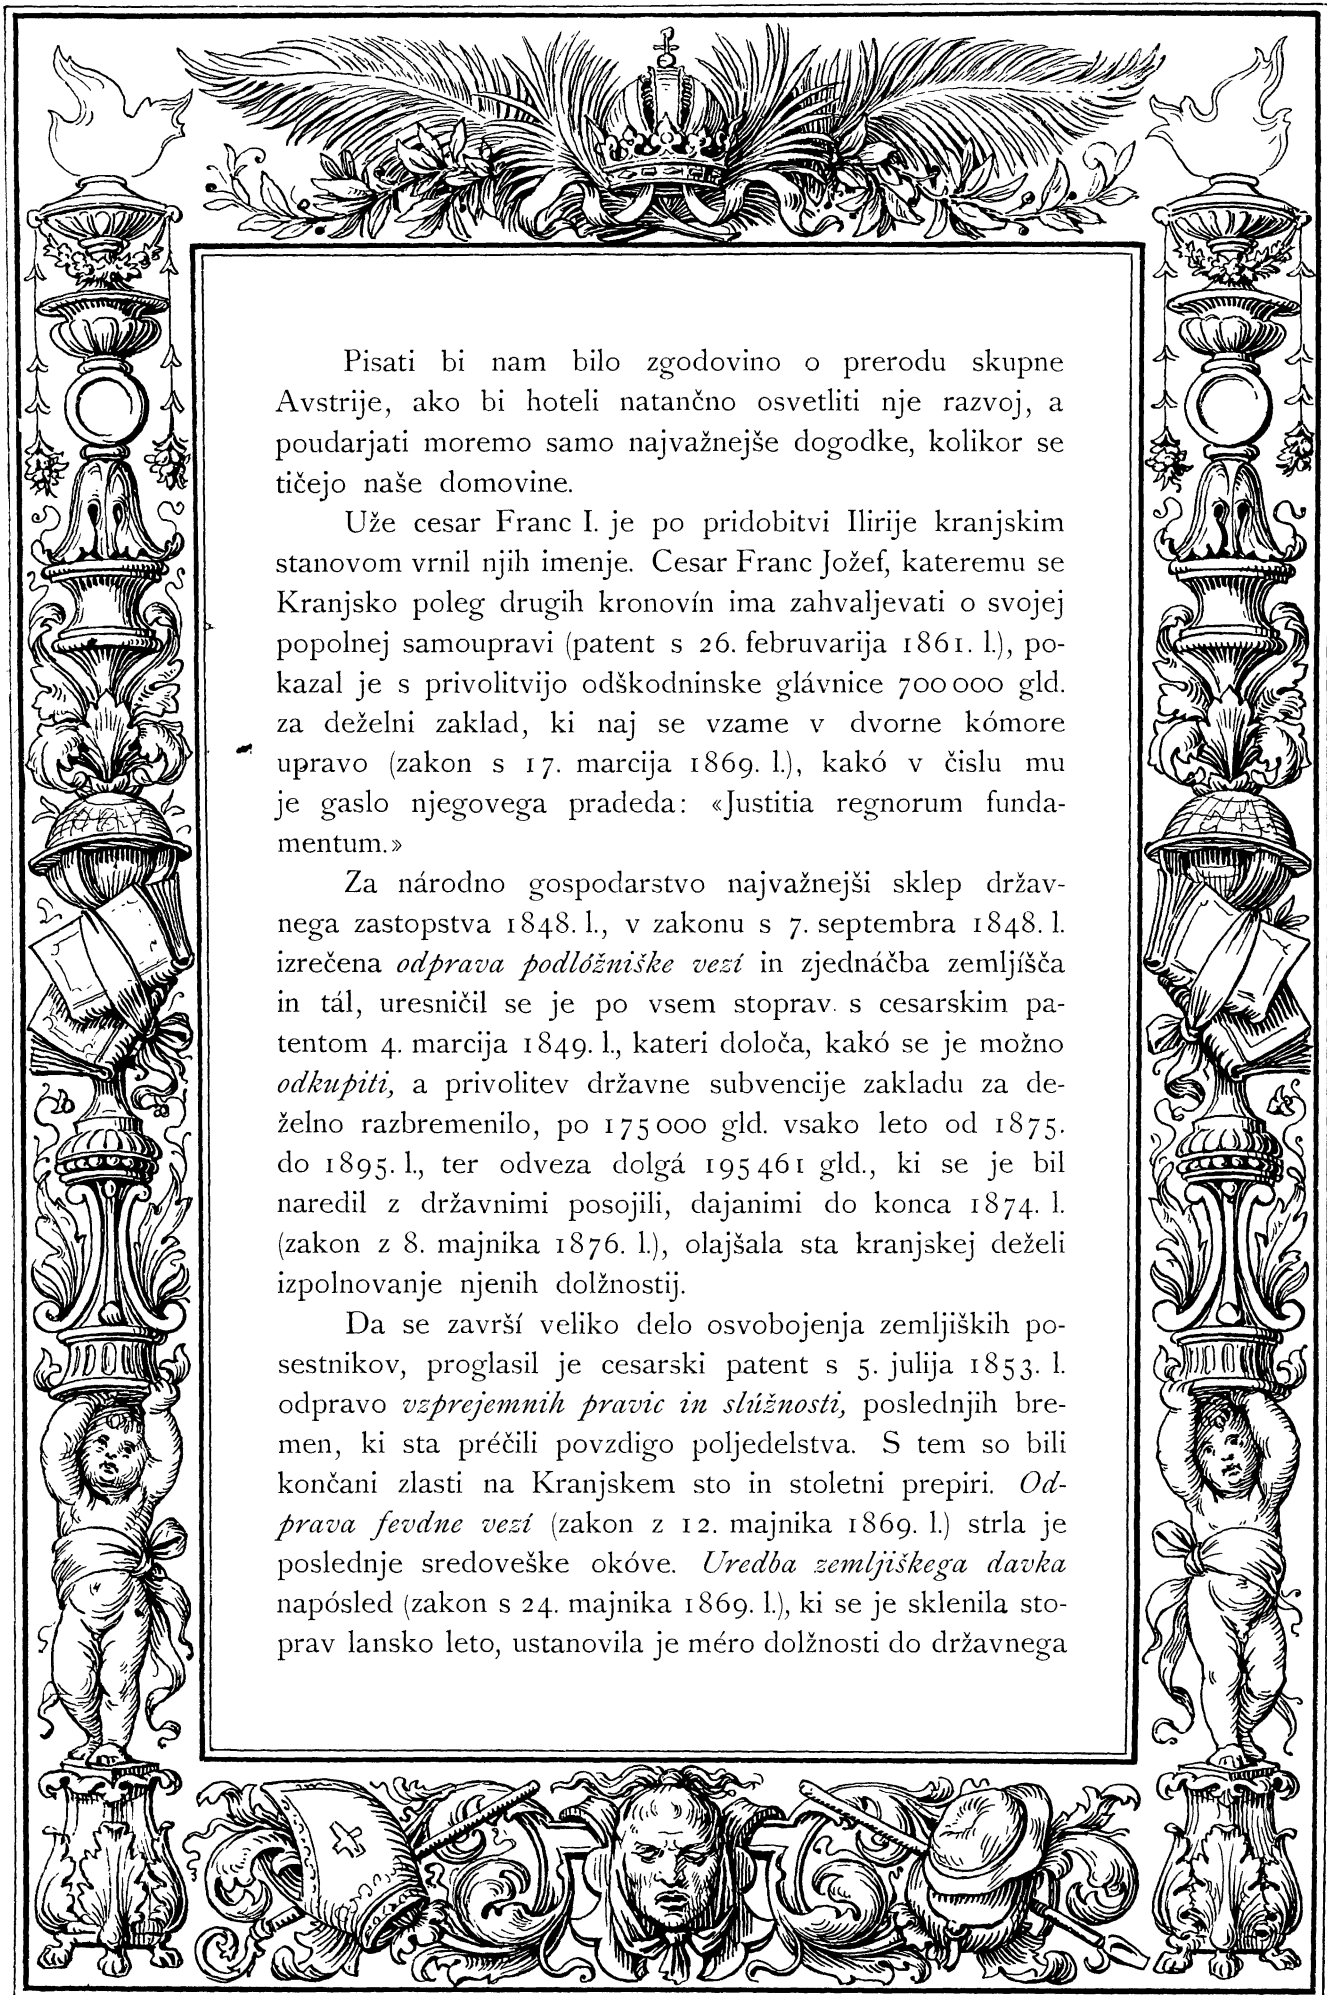 Pisati bi nam bilo zgodovino o prerodu skupne
Avstrije, ako bi hoteli natančno osvetliti nje razvoj, a
poudarjati moremo samo najvažnejše dogodke, kolikor se
tičejo naše domovine.
Uže cesar Franc I. je po pridobitvi Ilirije kranjskim
stanovom vrnil njih imenje. Cesar Franc Jožef, kateremu se
Kranjsko poleg drugih kronovín ima zahvaljevati o svojej
popolnej samoupravi (patent s 26. februvarija 1861. l.), po-
kazal je s privolitvijo odškodninske glávnice 700 000 gld.
za deželni zaklad, ki naj se vzame v dvorne kómore
upravo (zakon s 17. marcija 1869. l.), kakó v čislu mu
je gaslo njegovega pradeda: «Justitia regnorum funda-
mentum.»
Za národno gospodarstvo najvažnejši sklep držav-
nega zastopstva 1848. l., v zakonu s 7. septembra 1848. l.
izrečena odprava podlóžniške vezí in zjednáčba zemljíšča
in tál, uresničil se je po vsem stoprav s cesarskim pa-
tentom 4. marcija 1849. l., kateri določa, kakó se je možno
odkupiti, a privolitev državne subvencije zakladu za de-
želno razbremenilo, po 175 000 gld. vsako leto od 1875.
do 1895. l., ter odveza dolgá 195 461 gld., ki se je bil
naredil z državnimi posojili, dajanimi do konca 1874. l.
(zakon z 8. majnika 1876. l.), olajšala sta kranjskej deželi
izpolnovanje njenih dolžnostij.
Da se završí veliko delo osvobojenja zemljiških po-
sestnikov, proglasil je cesarski patent s 5. julija 1853. l.
odpravo vzprejemnih pravic in slúžnosti, poslednjih bre-
men, ki sta préčili povzdigo poljedelstva. S tem so bili
končani zlasti na Kranjskem sto in stoletni prepiri. Od-
prava fevdne vezí (zakon z 12. majnika 1869. l.) strla je
poslednje sredoveške okóve. Uredba zemljiškega davka
napósled (zakon s 24. majnika 1869. l.), ki se je sklenila sto-
prav lansko leto, ustanovila je méro dolžnosti do državnega